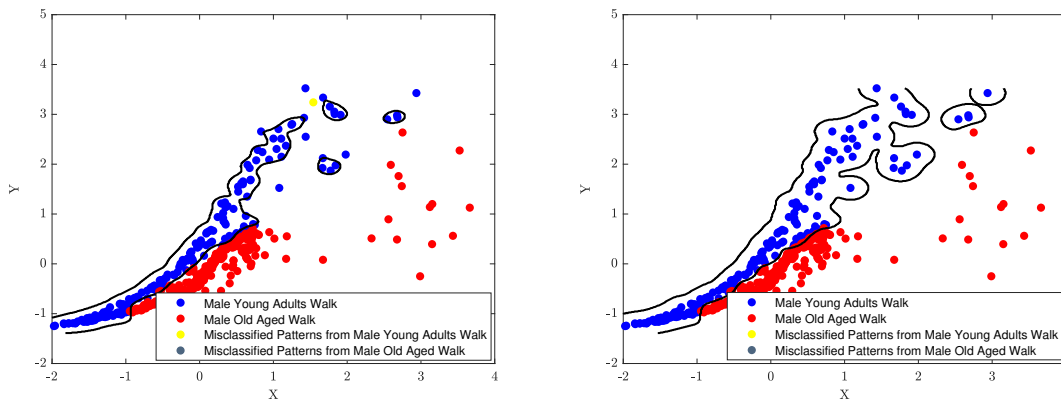 5
4
3
2
1
0
-1
-2
Y
-2 -1 0 1 2 3 4
X
Male Young Adults Walk
Male Old Aged Walk
Misclassified Patterns from Male Young Adults Walk
Misclassified Patterns from Male Old Aged Walk
5
4
3
2
1
0
-1
-2
Y
-2 -1 0 1 2 3
X
Male Young Adults Walk
Male Old Aged Walk
Misclassified Patterns from Male Young Adults Walk
Misclassified Patterns from Male Old Aged Walk